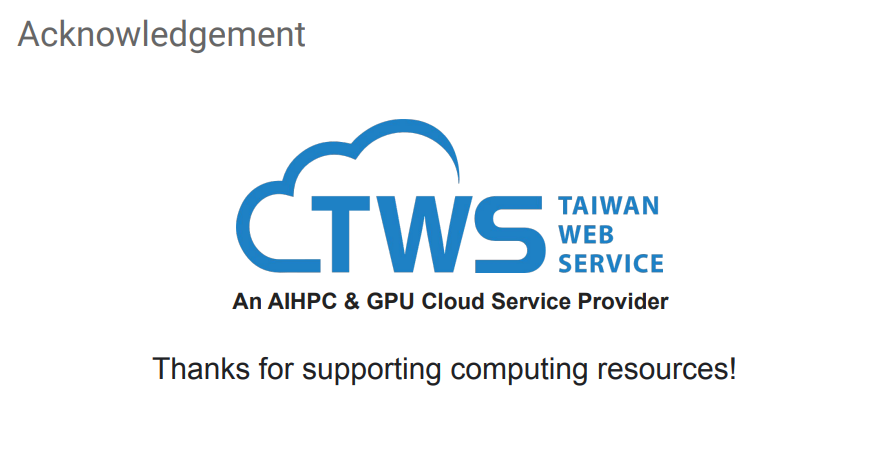 Acknowledgement
TWS
TAIWAN
WEB
SERVICE
An AIHPC & GPU Cloud Service Provider
Thanks for supporting computing resources!